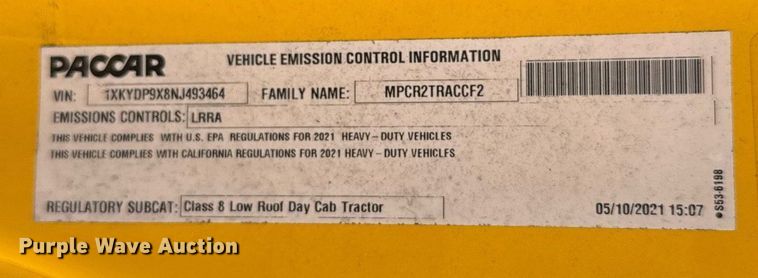 PACCAR VEHICLE EMISSION CONTROL INFORMATION
VIN: 1XKYDP9X8NJ493464 FAMILY NAME: MPCR2TRACCF2
EMISSIONS CONTROLS: LRRA
THIS VEHICLE COMPLIES WITH U.S. EPA REGULATIONS FOR 2021 HEAVY-DUTY VEHICLES
THIS VEHICLE COMPLIES WITH CALIFORNIA REGULATIONS FOR 2021 HEAVY-DUTY VEHICLES
REGULATORY SUBCAT: Class 8 Low Roof Day Cab Tractor 05/10/2021 15:07
S53-6198
Purple Wave Auction